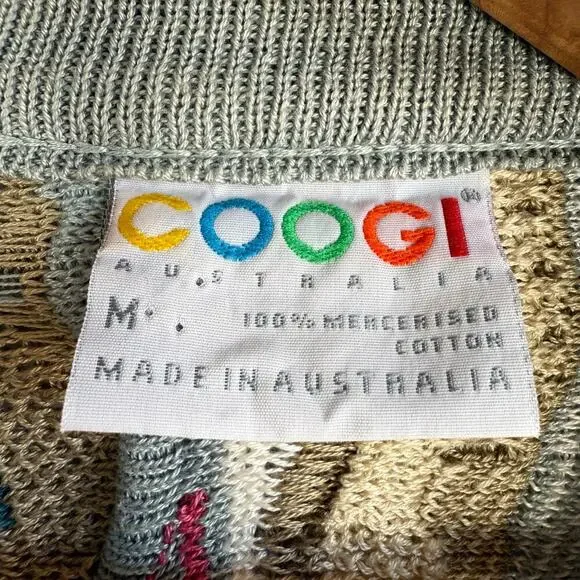 COOGI®
AUSTRALIA
M 100% MERCERISED
COTTON
MADE IN AUSTRALIA